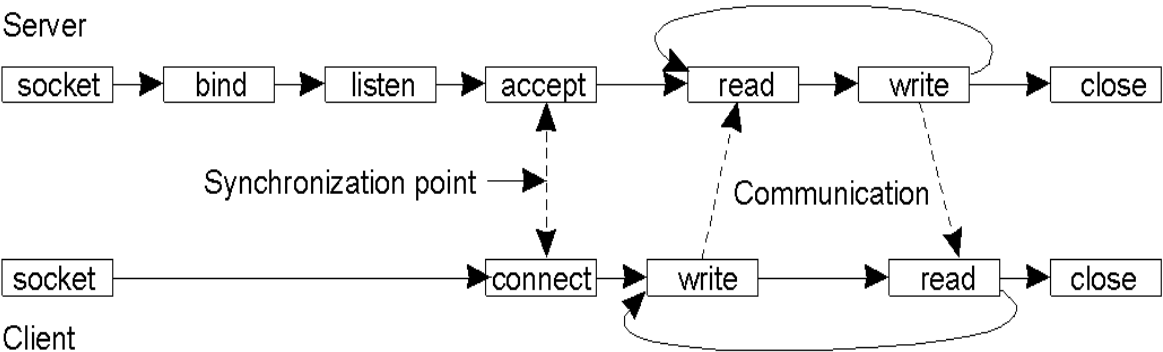 Server
socket bind listen accept read write close
Synchronization point
Communication
socket connect write read close
Client